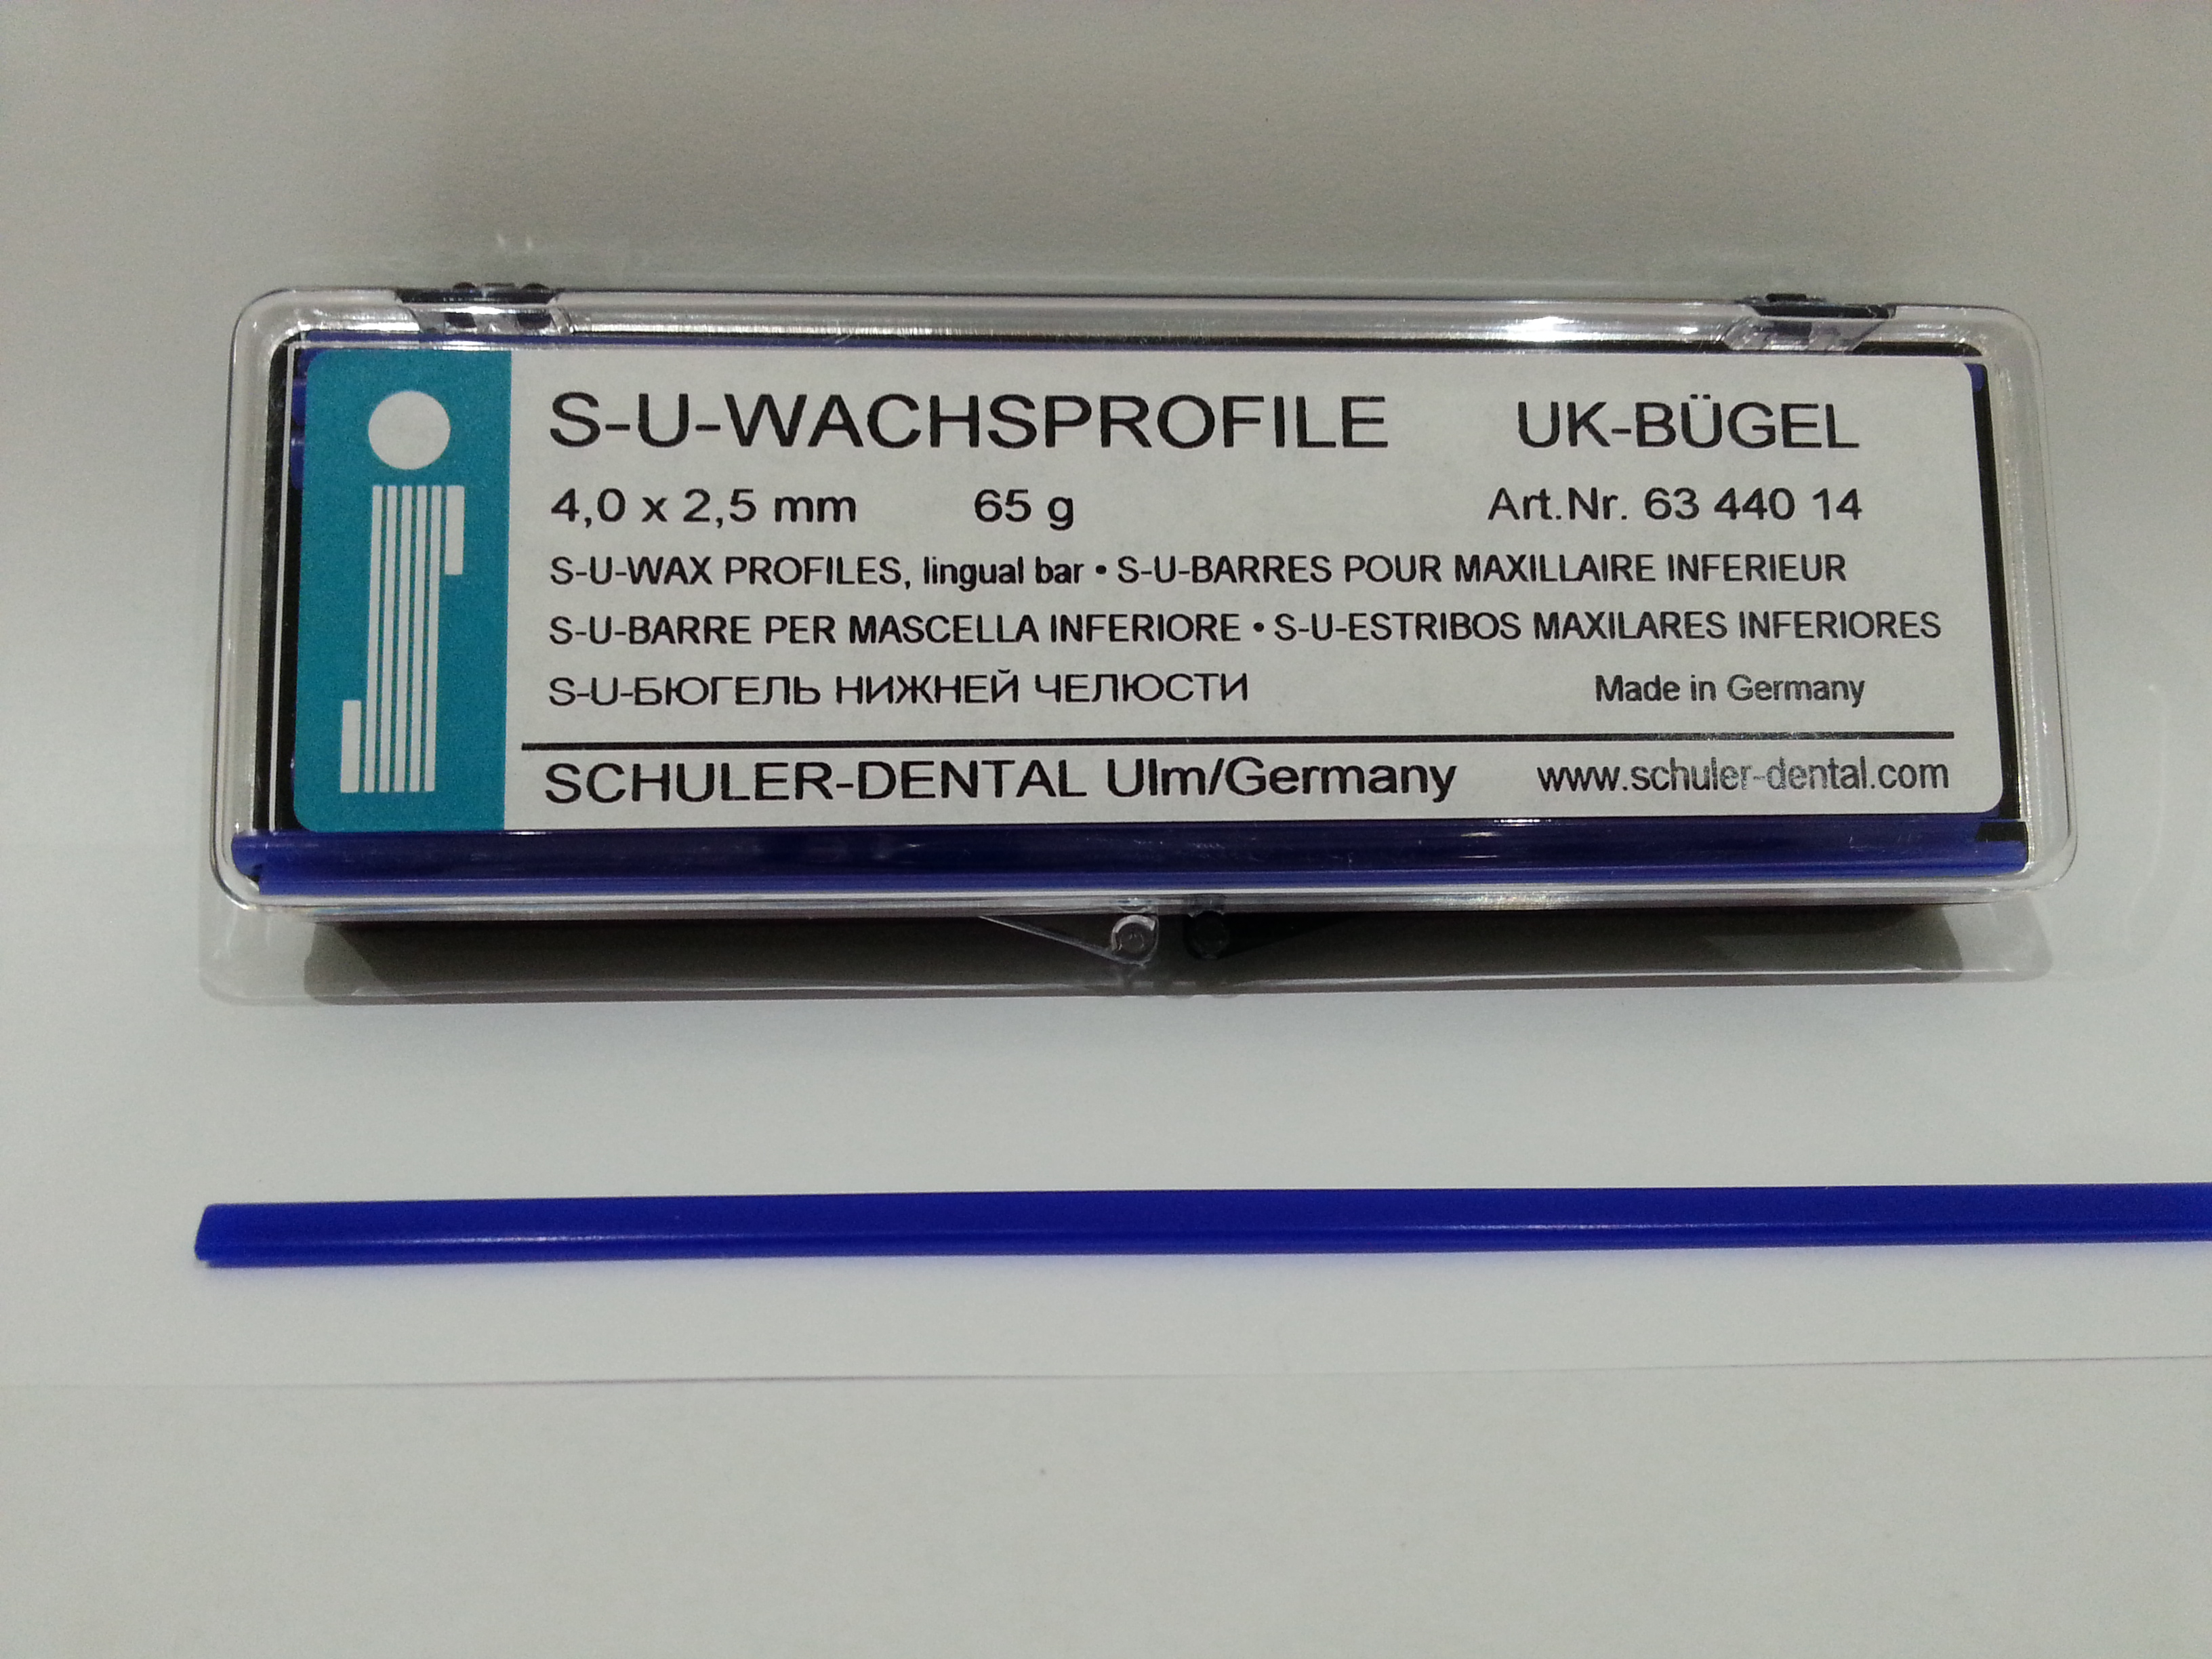 S-U-WACHSPROFILE UK-BÜGEL
4,0 x 2,5 mm 65 g Art.Nr. 63 440 14
S-U-WAX PROFILES, lingual bar • S-U-BARRES POUR MAXILLAIRE INFERIEUR
S-U-BARRE PER MASCELLA INFERIORE • S-U-ESTRIBOS MAXILARES INFERIORES
S-U-БЮГЕЛЬ НИЖНЕЙ ЧЕЛЮСТИ Made in Germany
SCHULER-DENTAL Ulm/Germany www.schuler-dental.com